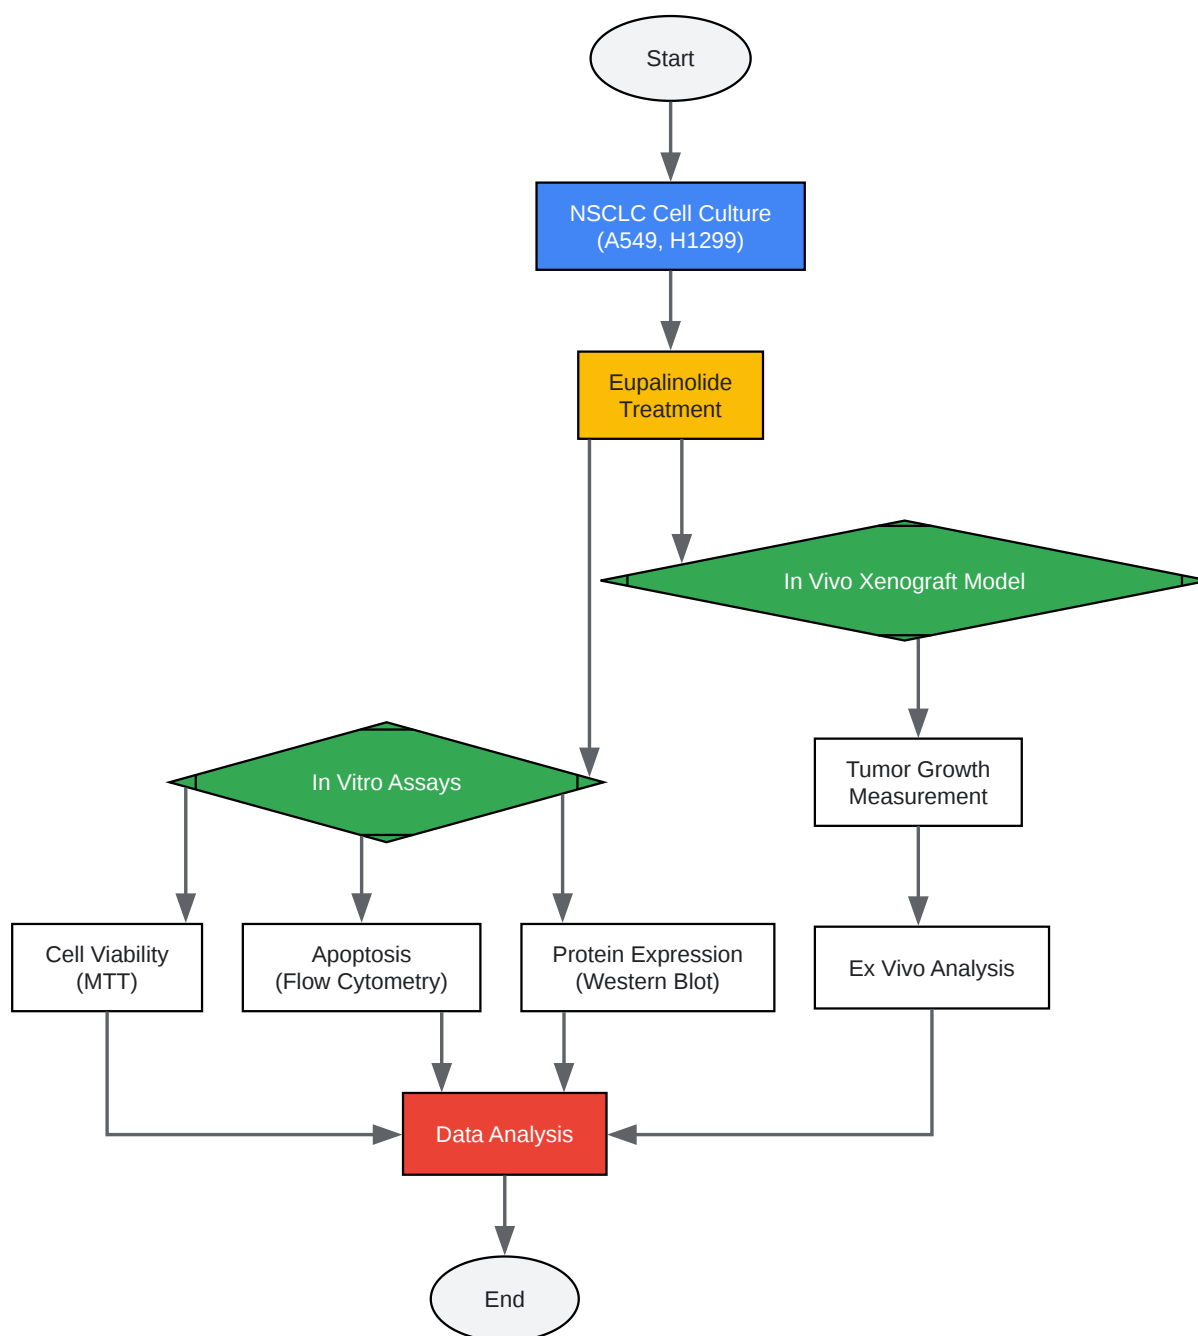 Start
NSCLC Cell Culture
(A549, H1299)
Eupalinolide
Treatment
In Vivo Xenograft Model
In Vitro Assays
Tumor Growth
Measurement
Cell Viability
(MTT)
Apoptosis
(Flow Cytometry)
Protein Expression
(Western Blot)
Ex Vivo Analysis
Data Analysis
End